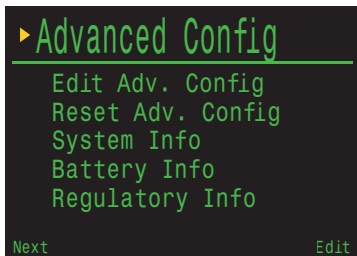 Advanced Config
Edit Adv. Config
Reset Adv. Config
System Info
Battery Info
Regulatory Info
Next Edit